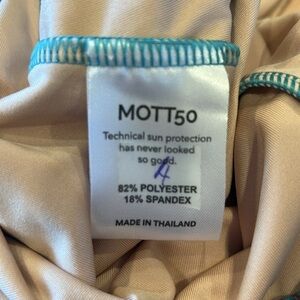 MOTT50
Technical sun protection
has never looked
so good.
4
82% POLYESTER
18% SPANDEX
MADE IN THAILAND